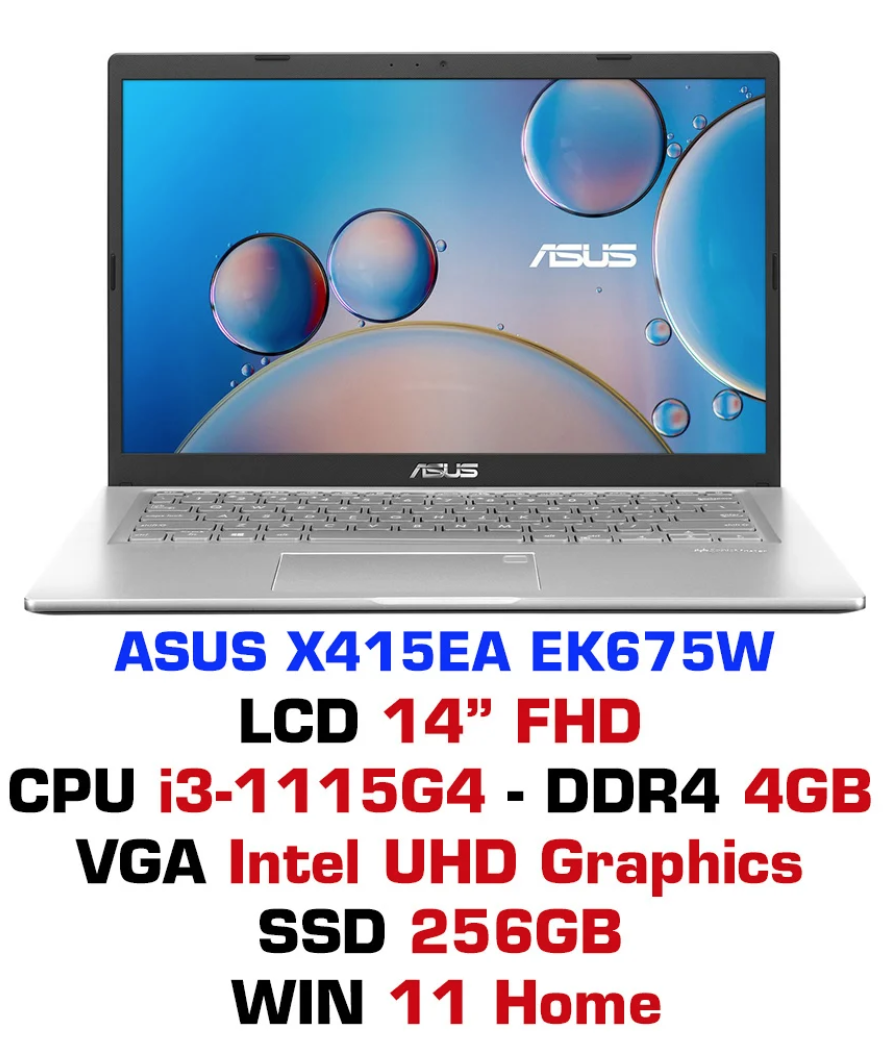 ASUS
ASUS
ASUS X415EA EK675W
LCD 14” FHD
CPU i3-1115G4 - DDR4 4GB
VGA Intel UHD Graphics
SSD 256GB
WIN 11 Home